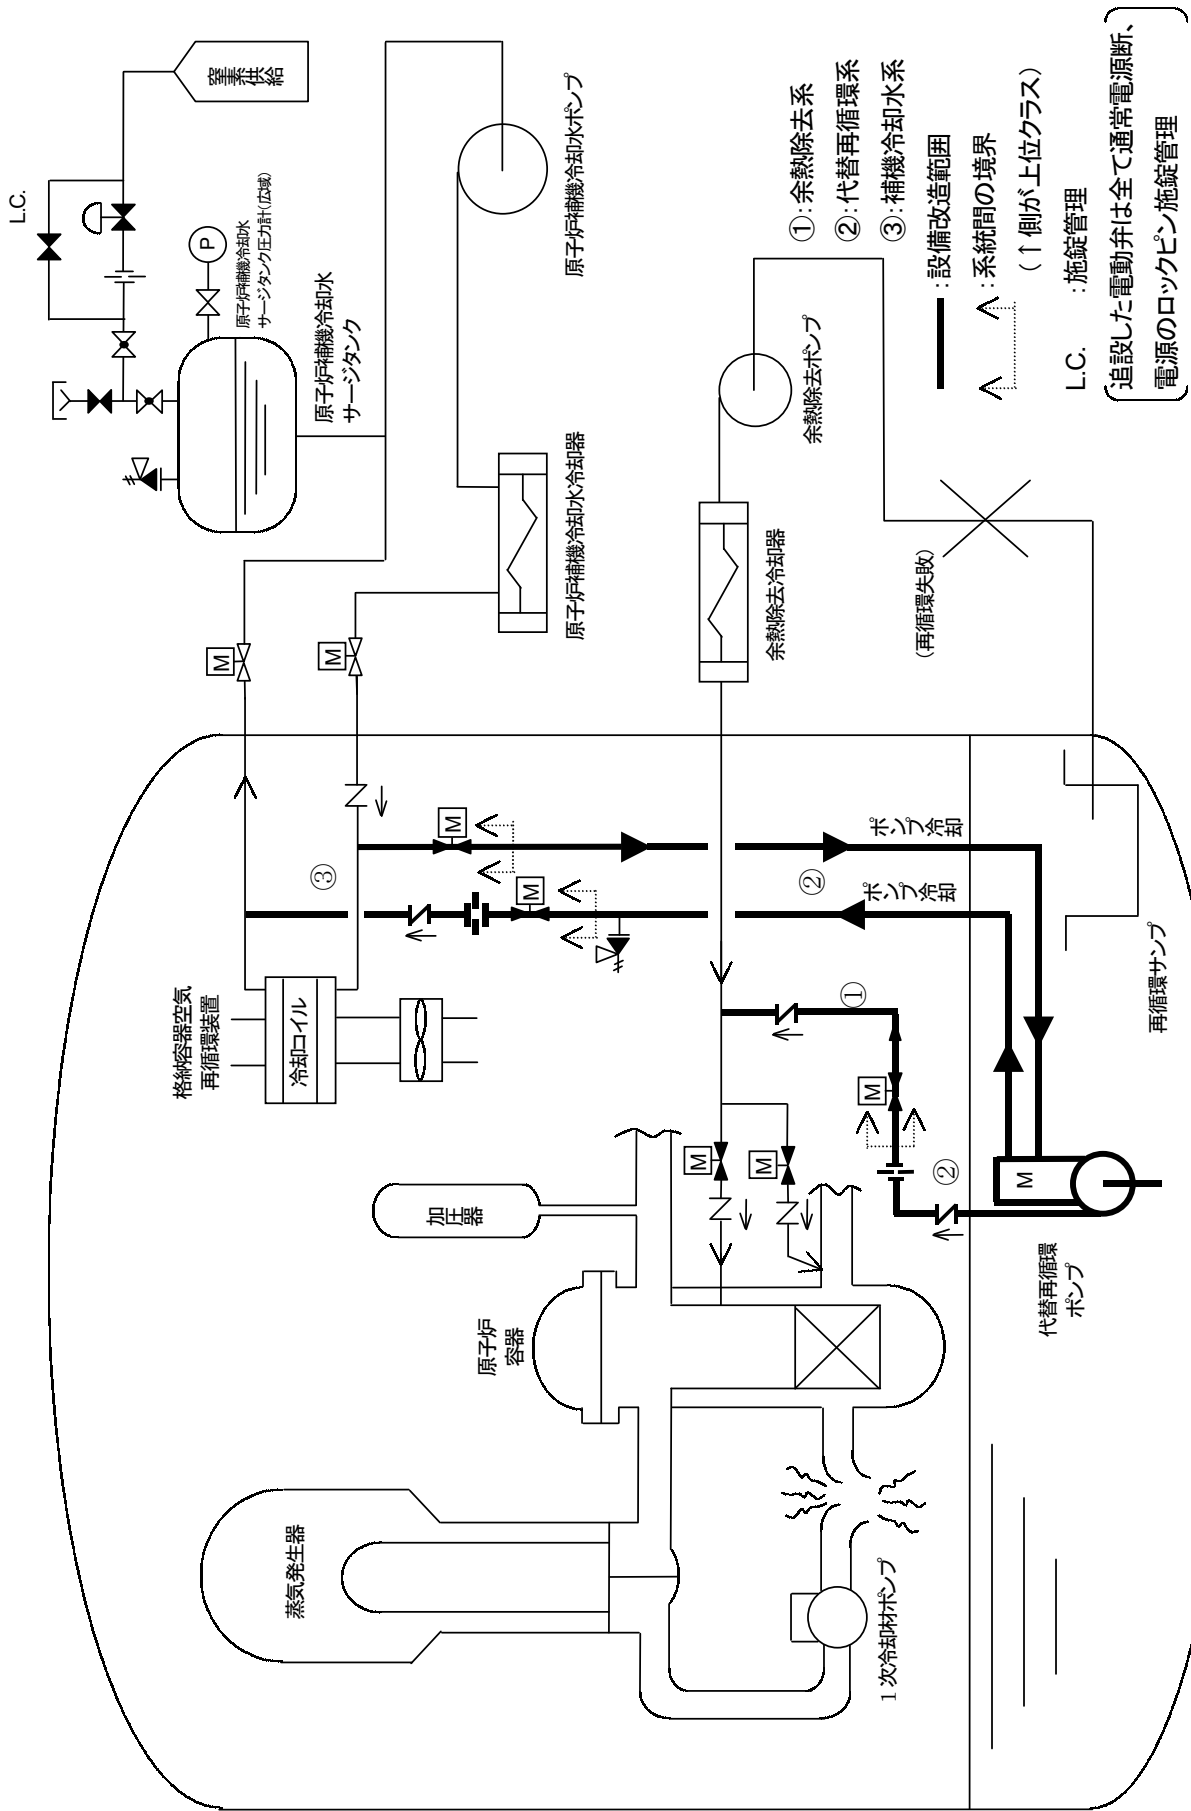 L.C.
窒素供給
P
原子炉補機冷却水
サージタンク圧力計(広域)
原子炉補機冷却水
サージタンク
原子炉補機冷却水ポンプ
原子炉補機冷却水冷却器
M
M
余熱除去ポンプ
余熱除去冷却器
(再循環失敗)
①:余熱除去系
②:代替再循環系
③:補機冷却水系
:設備改造範囲
:系統間の境界
(↑側が上位クラス)
L.C. :施錠管理
追設した電動弁は全て通常電源断、
電源のロックピン施錠管理
③
M
M
②
ポンプ冷却
ポンプ冷却
再循環サンプ
格納容器空気
再循環装置
冷却コイル
①
M
M
M
②
M
代替再循環
ポンプ
加圧器
原子炉
容器
蒸気発生器
1次冷却材ポンプ